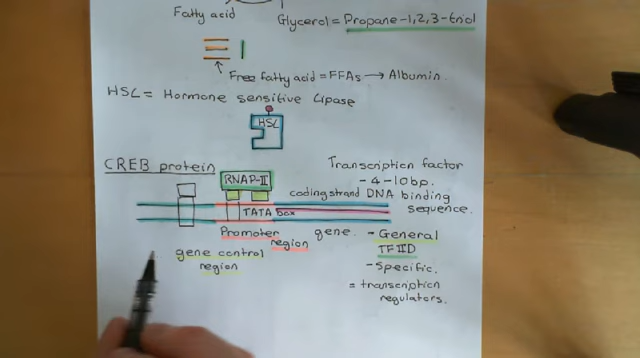 Fatty acid
Glycerol = Propane-1,2,3-triol
Free fatty acid = FFAs → Albumin.
HSL = Hormone sensitive Lipase
HSL
CREB protein
RNAP-II
TATA box
Promoter
region
gene.
gene control
region
Transcription factor
- 4-10bp.
coding strand DNA binding
sequence.
- General
TFIID
- Specific.
= transcription
regulators.